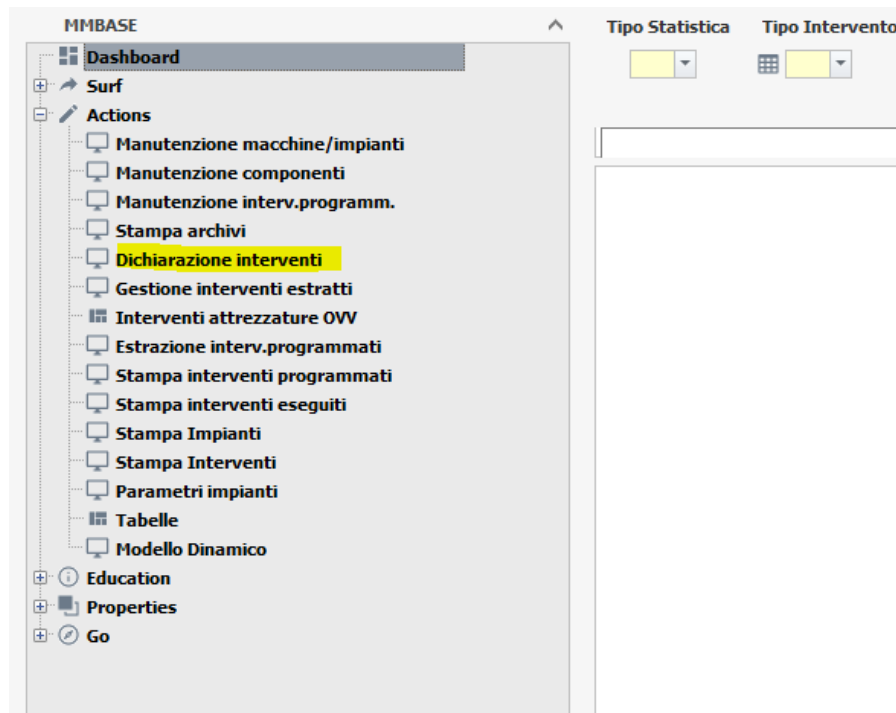 MMBASE
Dashboard
Surf
Actions
Manutenzione macchine/impianti
Manutenzione componenti
Manutenzione interv.programm.
Stampa archivi
Dichiarazione interventi
Gestione interventi estratti
Interventi attrezzature OVV
Estrazione interv.programmati
Stampa interventi programmati
Stampa interventi eseguiti
Stampa Impianti
Stampa Interventi
Parametri impianti
Tabelle
Modello Dinamico
Education
Properties
Go
Tipo Statistica Tipo Intervento